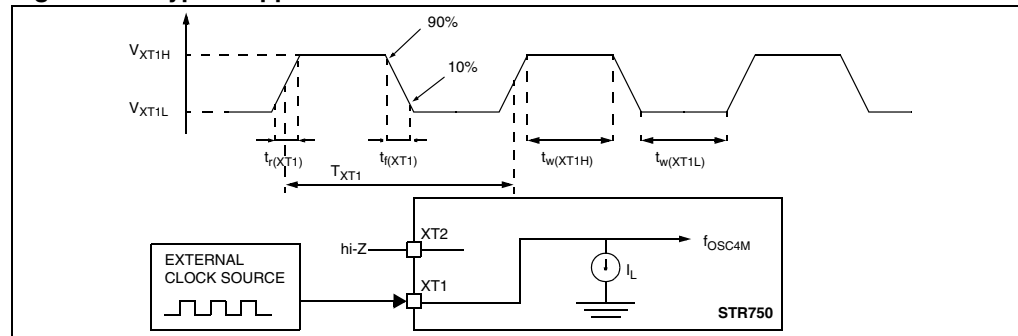 90%
V_XT1H
10%
V_XT1L
t_r(XT1) t_f(XT1) t_w(XT1H) t_w(XT1L)
T_XT1
XT2
hi-Z
f_OSC4M
EXTERNAL
CLOCK SOURCE
I_L
XT1
STR750